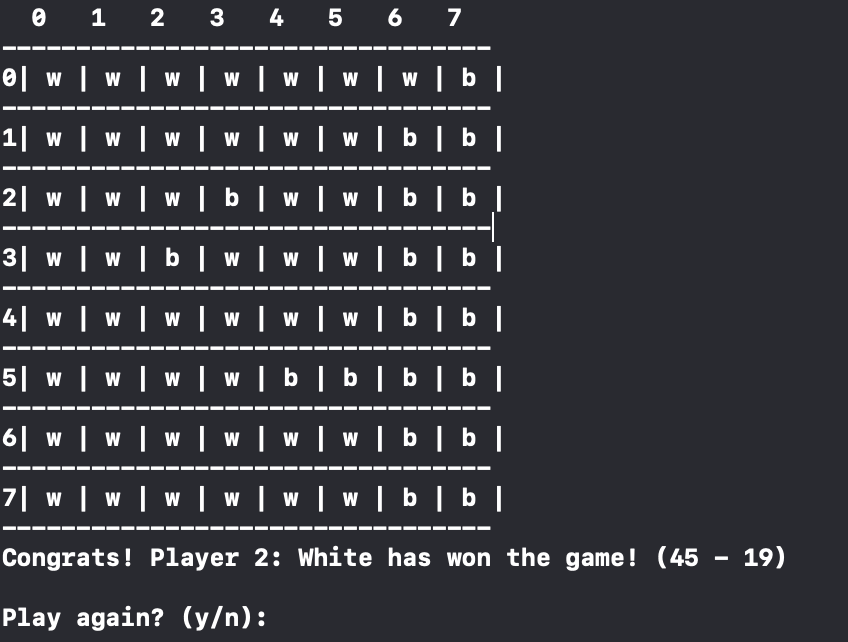 0 1 2 3 4 5 6 7
---------------------------------
0| w | w | w | w | w | w | w | b |
---------------------------------
1| w | w | w | w | w | w | b | b |
---------------------------------
2| w | w | w | b | w | w | b | b |
---------------------------------
3| w | w | b | w | w | w | b | b |
---------------------------------
4| w | w | w | w | w | w | b | b |
---------------------------------
5| w | w | w | w | b | b | b | b |
---------------------------------
6| w | w | w | w | w | w | b | b |
---------------------------------
7| w | w | w | w | w | w | b | b |
---------------------------------
Congrats! Player 2: White has won the game! (45 - 19)
Play again? (y/n):